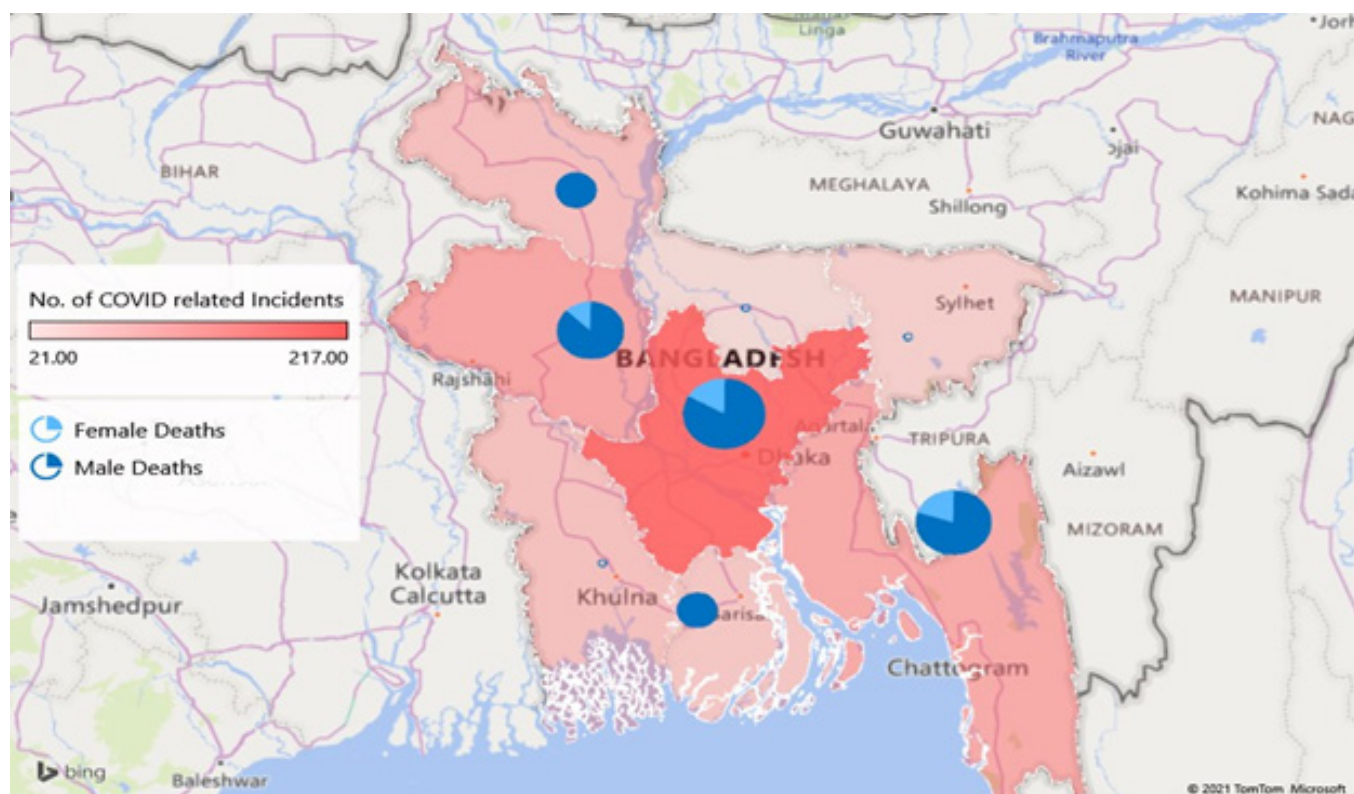 Linga
Jorh
Brahmaputra
River
Guwahati
NAG
BIHAR
MEGHALAYA
Shillong
Kohima Sada
No. of COVID related Incidents
21.00 217.00
Sylhet
MANIPUR
BANGLADESH
Rajshahi
Female Deaths
Male Deaths
Agartala
Dhaka
TRIPURA
Aizawl
MIZORAM
Kolkata
Calcutta
Jamshedpur
Khulna
Barisa
Chattogram
bing
Baleshwar
© 2021 TomTom Microsoft